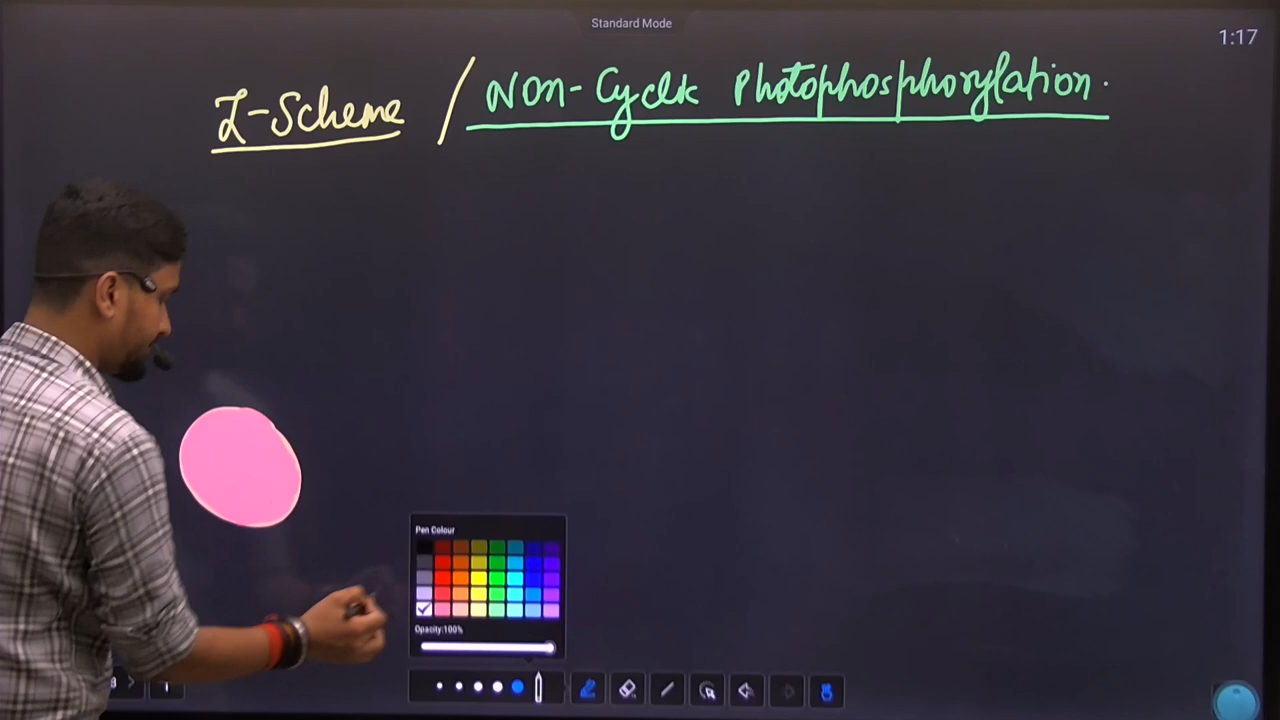 Standard Mode
1:17
Z-Scheme / Non-Cyclic Photophosphorylation.
Pen Colour
Opacity:100%